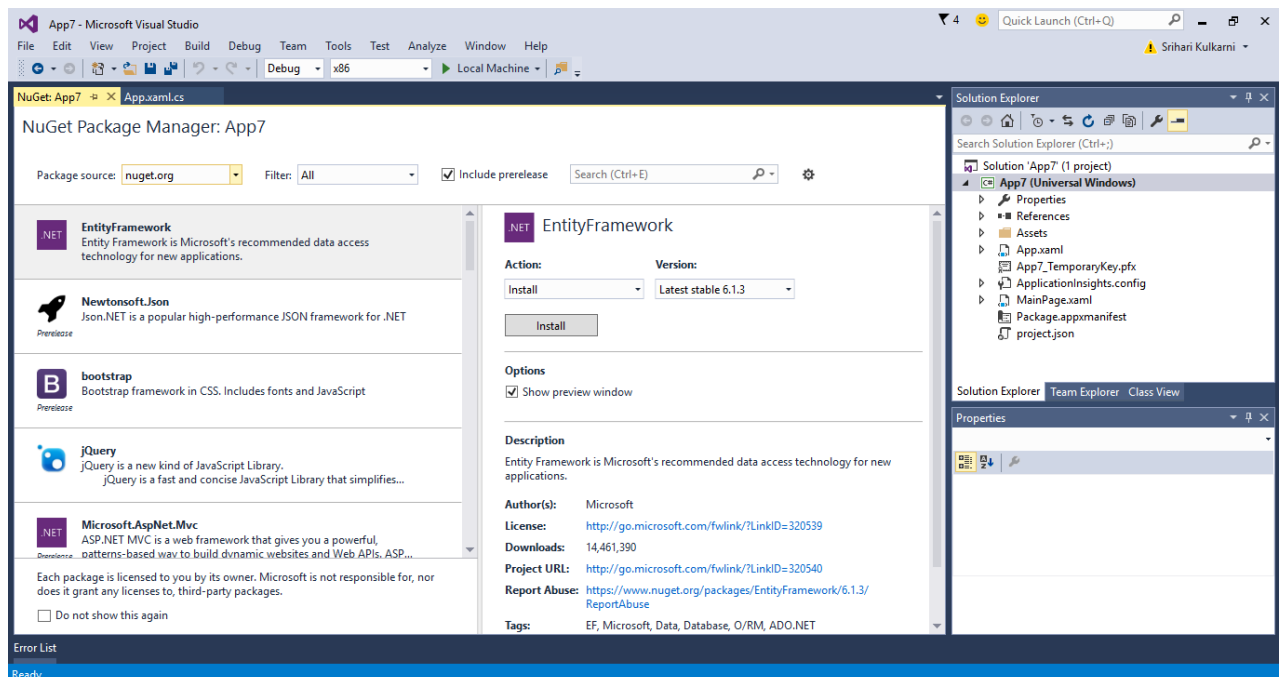 App7 - Microsoft Visual Studio
4
Quick Launch (Ctrl+Q)
File Edit View Project Build Debug Team Tools Test Analyze Window Help
Srihari Kulkarni
Debug x86 Local Machine
NuGet: App7 App.xaml.cs
NuGet Package Manager: App7
Package source: nuget.org Filter: All Include prerelease Search (Ctrl+E)
.NET
EntityFramework
Entity Framework is Microsoft's recommended data access
technology for new applications.
Newtonsoft.Json
Json.NET is a popular high-performance JSON framework for .NET
Prerelease
B
bootstrap
Bootstrap framework in CSS. Includes fonts and JavaScript
Prerelease
jQuery
jQuery is a new kind of JavaScript Library.
jQuery is a fast and concise JavaScript Library that simplifies...
.NET
Microsoft.AspNet.Mvc
ASP.NET MVC is a web framework that gives you a powerful,
Prerelease patterns-based way to build dynamic websites and Web APIs. ASP...
Each package is licensed to you by its owner. Microsoft is not responsible for, nor
does it grant any licenses to, third-party packages.
Do not show this again
.NET EntityFramework
Action: Version:
Install Latest stable 6.1.3
Install
Options
Show preview window
Description
Entity Framework is Microsoft's recommended data access technology for new
applications.
Author(s): Microsoft
License: http://go.microsoft.com/fwlink/?LinkID=320539
Downloads: 14,461,390
Project URL: http://go.microsoft.com/fwlink/?LinkID=320540
Report Abuse: https://www.nuget.org/packages/EntityFramework/6.1.3/
ReportAbuse
Tags: EF, Microsoft, Data, Database, O/RM, ADO.NET
Solution Explorer
Search Solution Explorer (Ctrl+;)
Solution 'App7' (1 project)
C# App7 (Universal Windows)
Properties
References
Assets
App.xaml
App7_TemporaryKey.pfx
ApplicationInsights.config
MainPage.xaml
Package.appxmanifest
project.json
Solution Explorer Team Explorer Class View
Properties
Error List
Ready